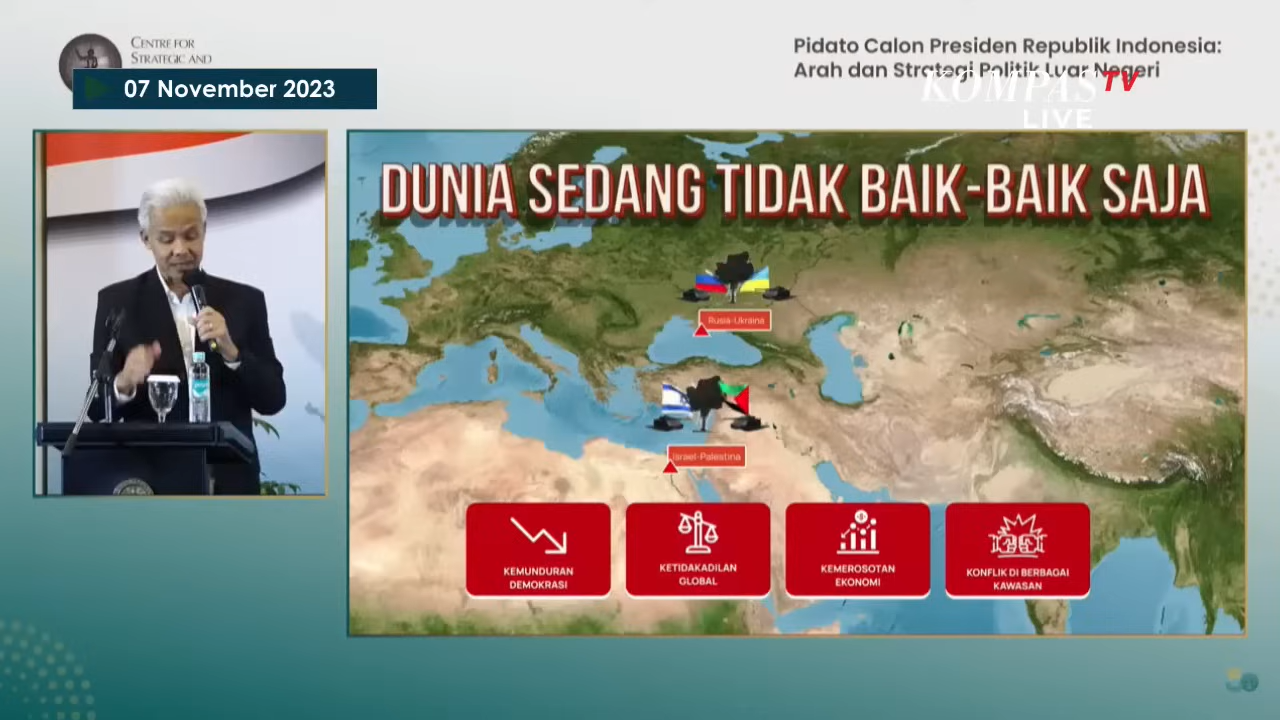 CENTRE FOR
STRATEGIC AND
07 November 2023
Pidato Calon Presiden Republik Indonesia:
Arah dan Strategi Politik Luar Negeri
KOMPAS TV
LIVE
DUNIA SEDANG TIDAK BAIK-BAIK SAJA
Rusia-Ukraina
Israel-Palestina
KEMUNDURAN
DEMOKRASI
KETIDAKADILAN
GLOBAL
KEMEROSOTAN
EKONOMI
KONFLIK DI BERBAGAI
KAWASAN